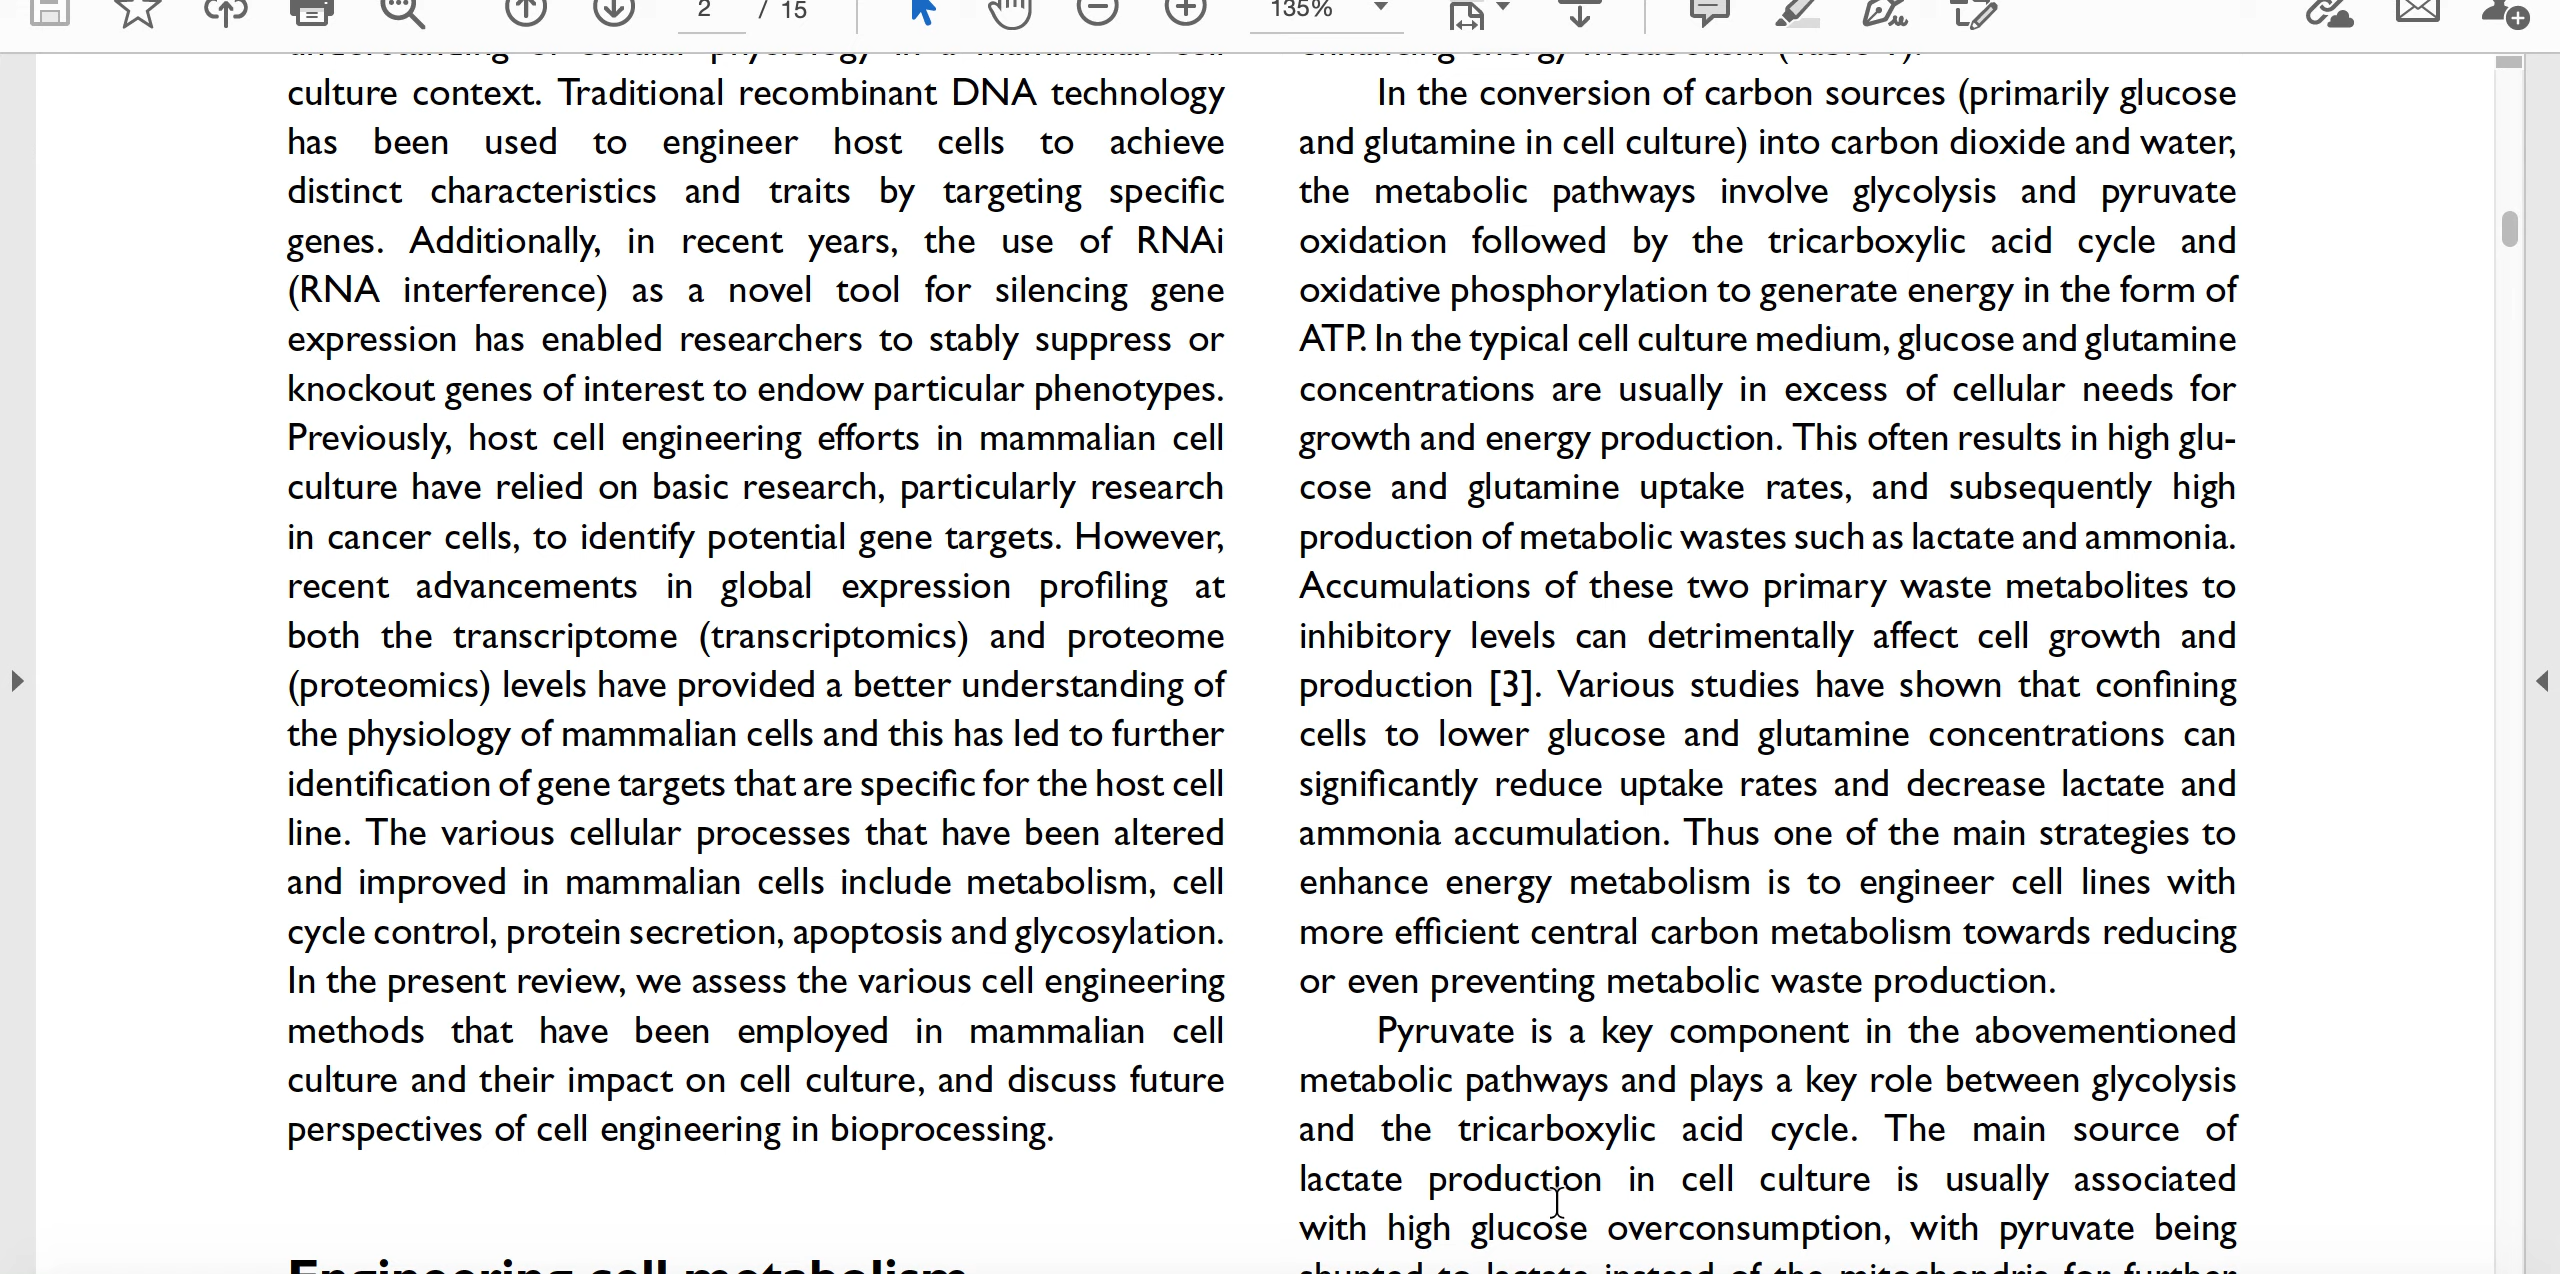 2 / 15
135%
culture context. Traditional recombinant DNA technology
has been used to engineer host cells to achieve
distinct characteristics and traits by targeting specific
genes. Additionally, in recent years, the use of RNAi
(RNA interference) as a novel tool for silencing gene
expression has enabled researchers to stably suppress or
knockout genes of interest to endow particular phenotypes.
Previously, host cell engineering efforts in mammalian cell
culture have relied on basic research, particularly research
in cancer cells, to identify potential gene targets. However,
recent advancements in global expression profiling at
both the transcriptome (transcriptomics) and proteome
(proteomics) levels have provided a better understanding of
the physiology of mammalian cells and this has led to further
identification of gene targets that are specific for the host cell
line. The various cellular processes that have been altered
and improved in mammalian cells include metabolism, cell
cycle control, protein secretion, apoptosis and glycosylation.
In the present review, we assess the various cell engineering
methods that have been employed in mammalian cell
culture and their impact on cell culture, and discuss future
perspectives of cell engineering in bioprocessing.
Engineering cell metabolism
In the conversion of carbon sources (primarily glucose
and glutamine in cell culture) into carbon dioxide and water,
the metabolic pathways involve glycolysis and pyruvate
oxidation followed by the tricarboxylic acid cycle and
oxidative phosphorylation to generate energy in the form of
ATP. In the typical cell culture medium, glucose and glutamine
concentrations are usually in excess of cellular needs for
growth and energy production. This often results in high glu-
cose and glutamine uptake rates, and subsequently high
production of metabolic wastes such as lactate and ammonia.
Accumulations of these two primary waste metabolites to
inhibitory levels can detrimentally affect cell growth and
production [3]. Various studies have shown that confining
cells to lower glucose and glutamine concentrations can
significantly reduce uptake rates and decrease lactate and
ammonia accumulation. Thus one of the main strategies to
enhance energy metabolism is to engineer cell lines with
more efficient central carbon metabolism towards reducing
or even preventing metabolic waste production.
Pyruvate is a key component in the abovementioned
metabolic pathways and plays a key role between glycolysis
and the tricarboxylic acid cycle. The main source of
lactate production in cell culture is usually associated
with high glucose overconsumption, with pyruvate being
shunted to lactate instead of the mitochondria for further